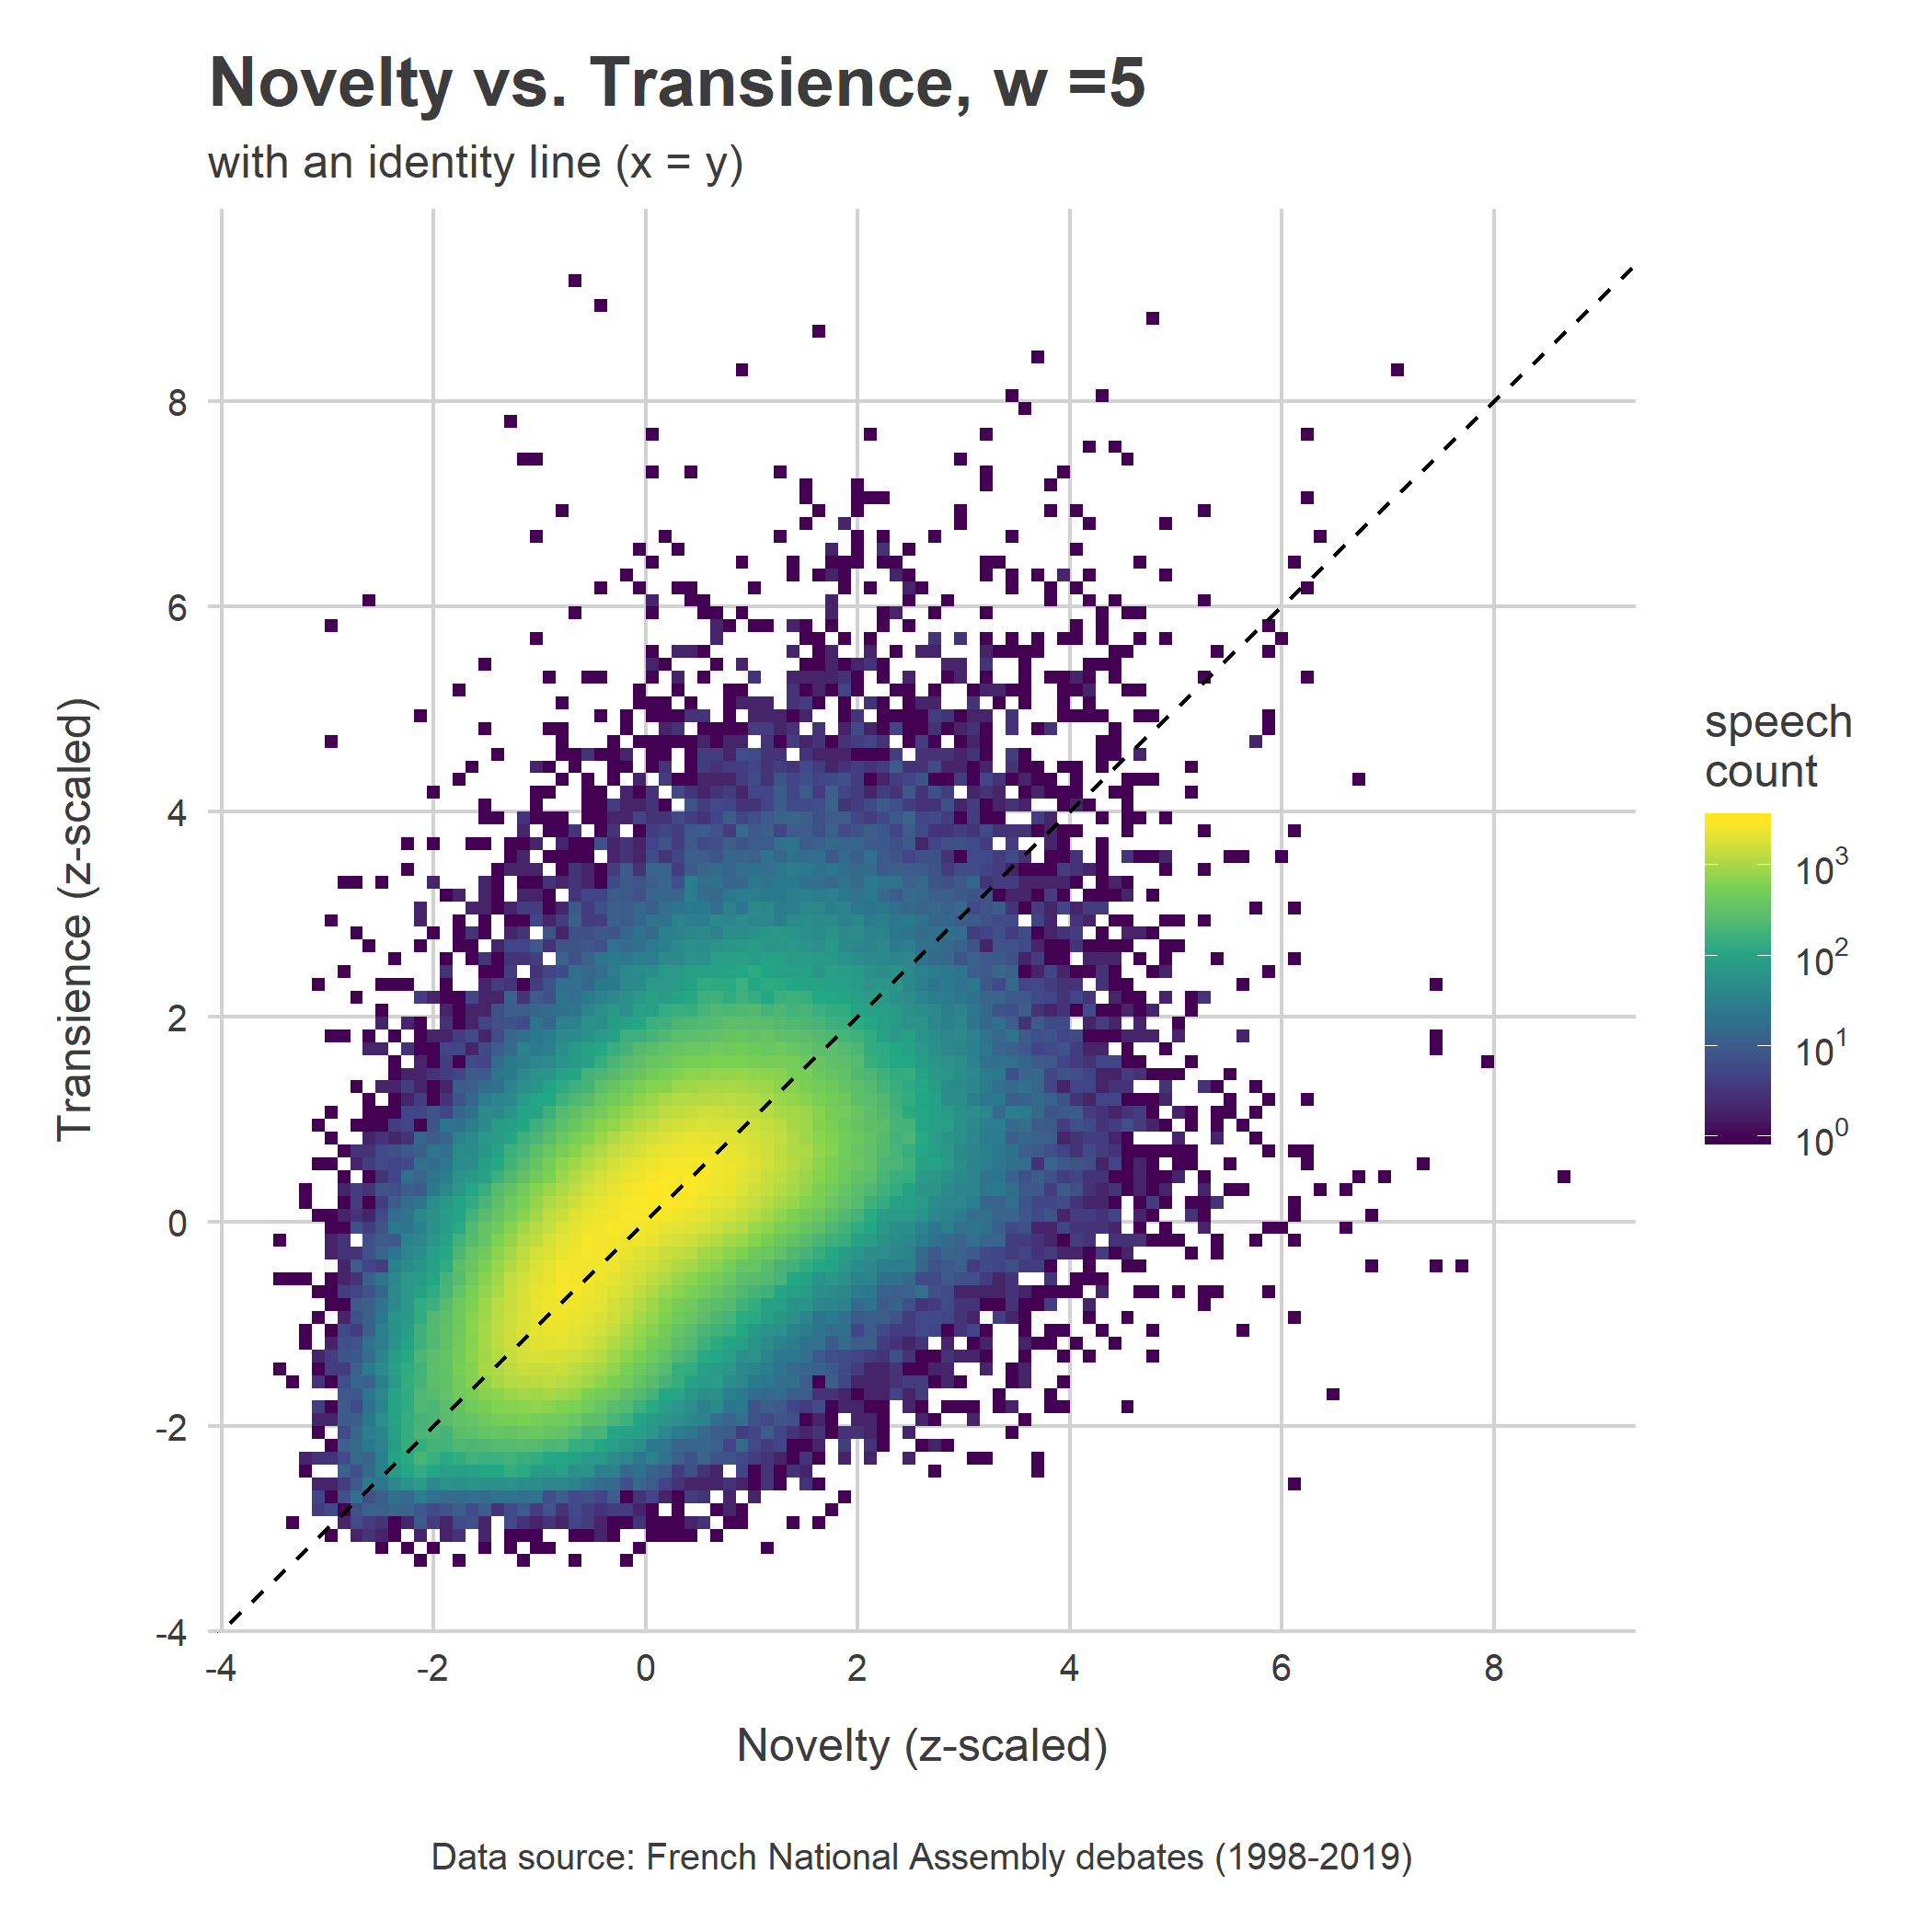 Novelty vs. Transience, w =5
with an identity line (x = y)
Transience (z-scaled)
8
6
4
2
0
-2
-4
-4 -2 0 2 4 6 8
Novelty (z-scaled)
speech
count
10³
10²
10¹
10⁰
Data source: French National Assembly debates (1998-2019)